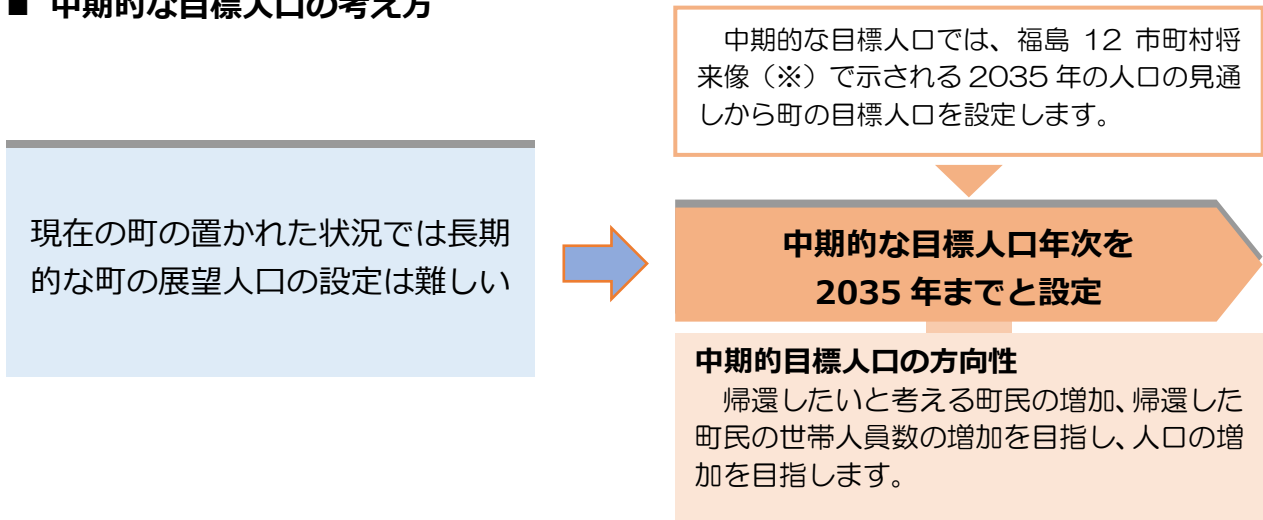 ■ 中期的な目標人口の考え方
中期的な目標人口では、福島 12 市町村将
来像（※）で示される 2035 年の人口の見通
しから町の目標人口を設定します。
現在の町の置かれた状況では長期
的な町の展望人口の設定は難しい
中期的な目標人口年次を
2035 年までと設定
中期的目標人口の方向性
帰還したいと考える町民の増加、帰還した
町民の世帯人員数の増加を目指し、人口の増
加を目指します。